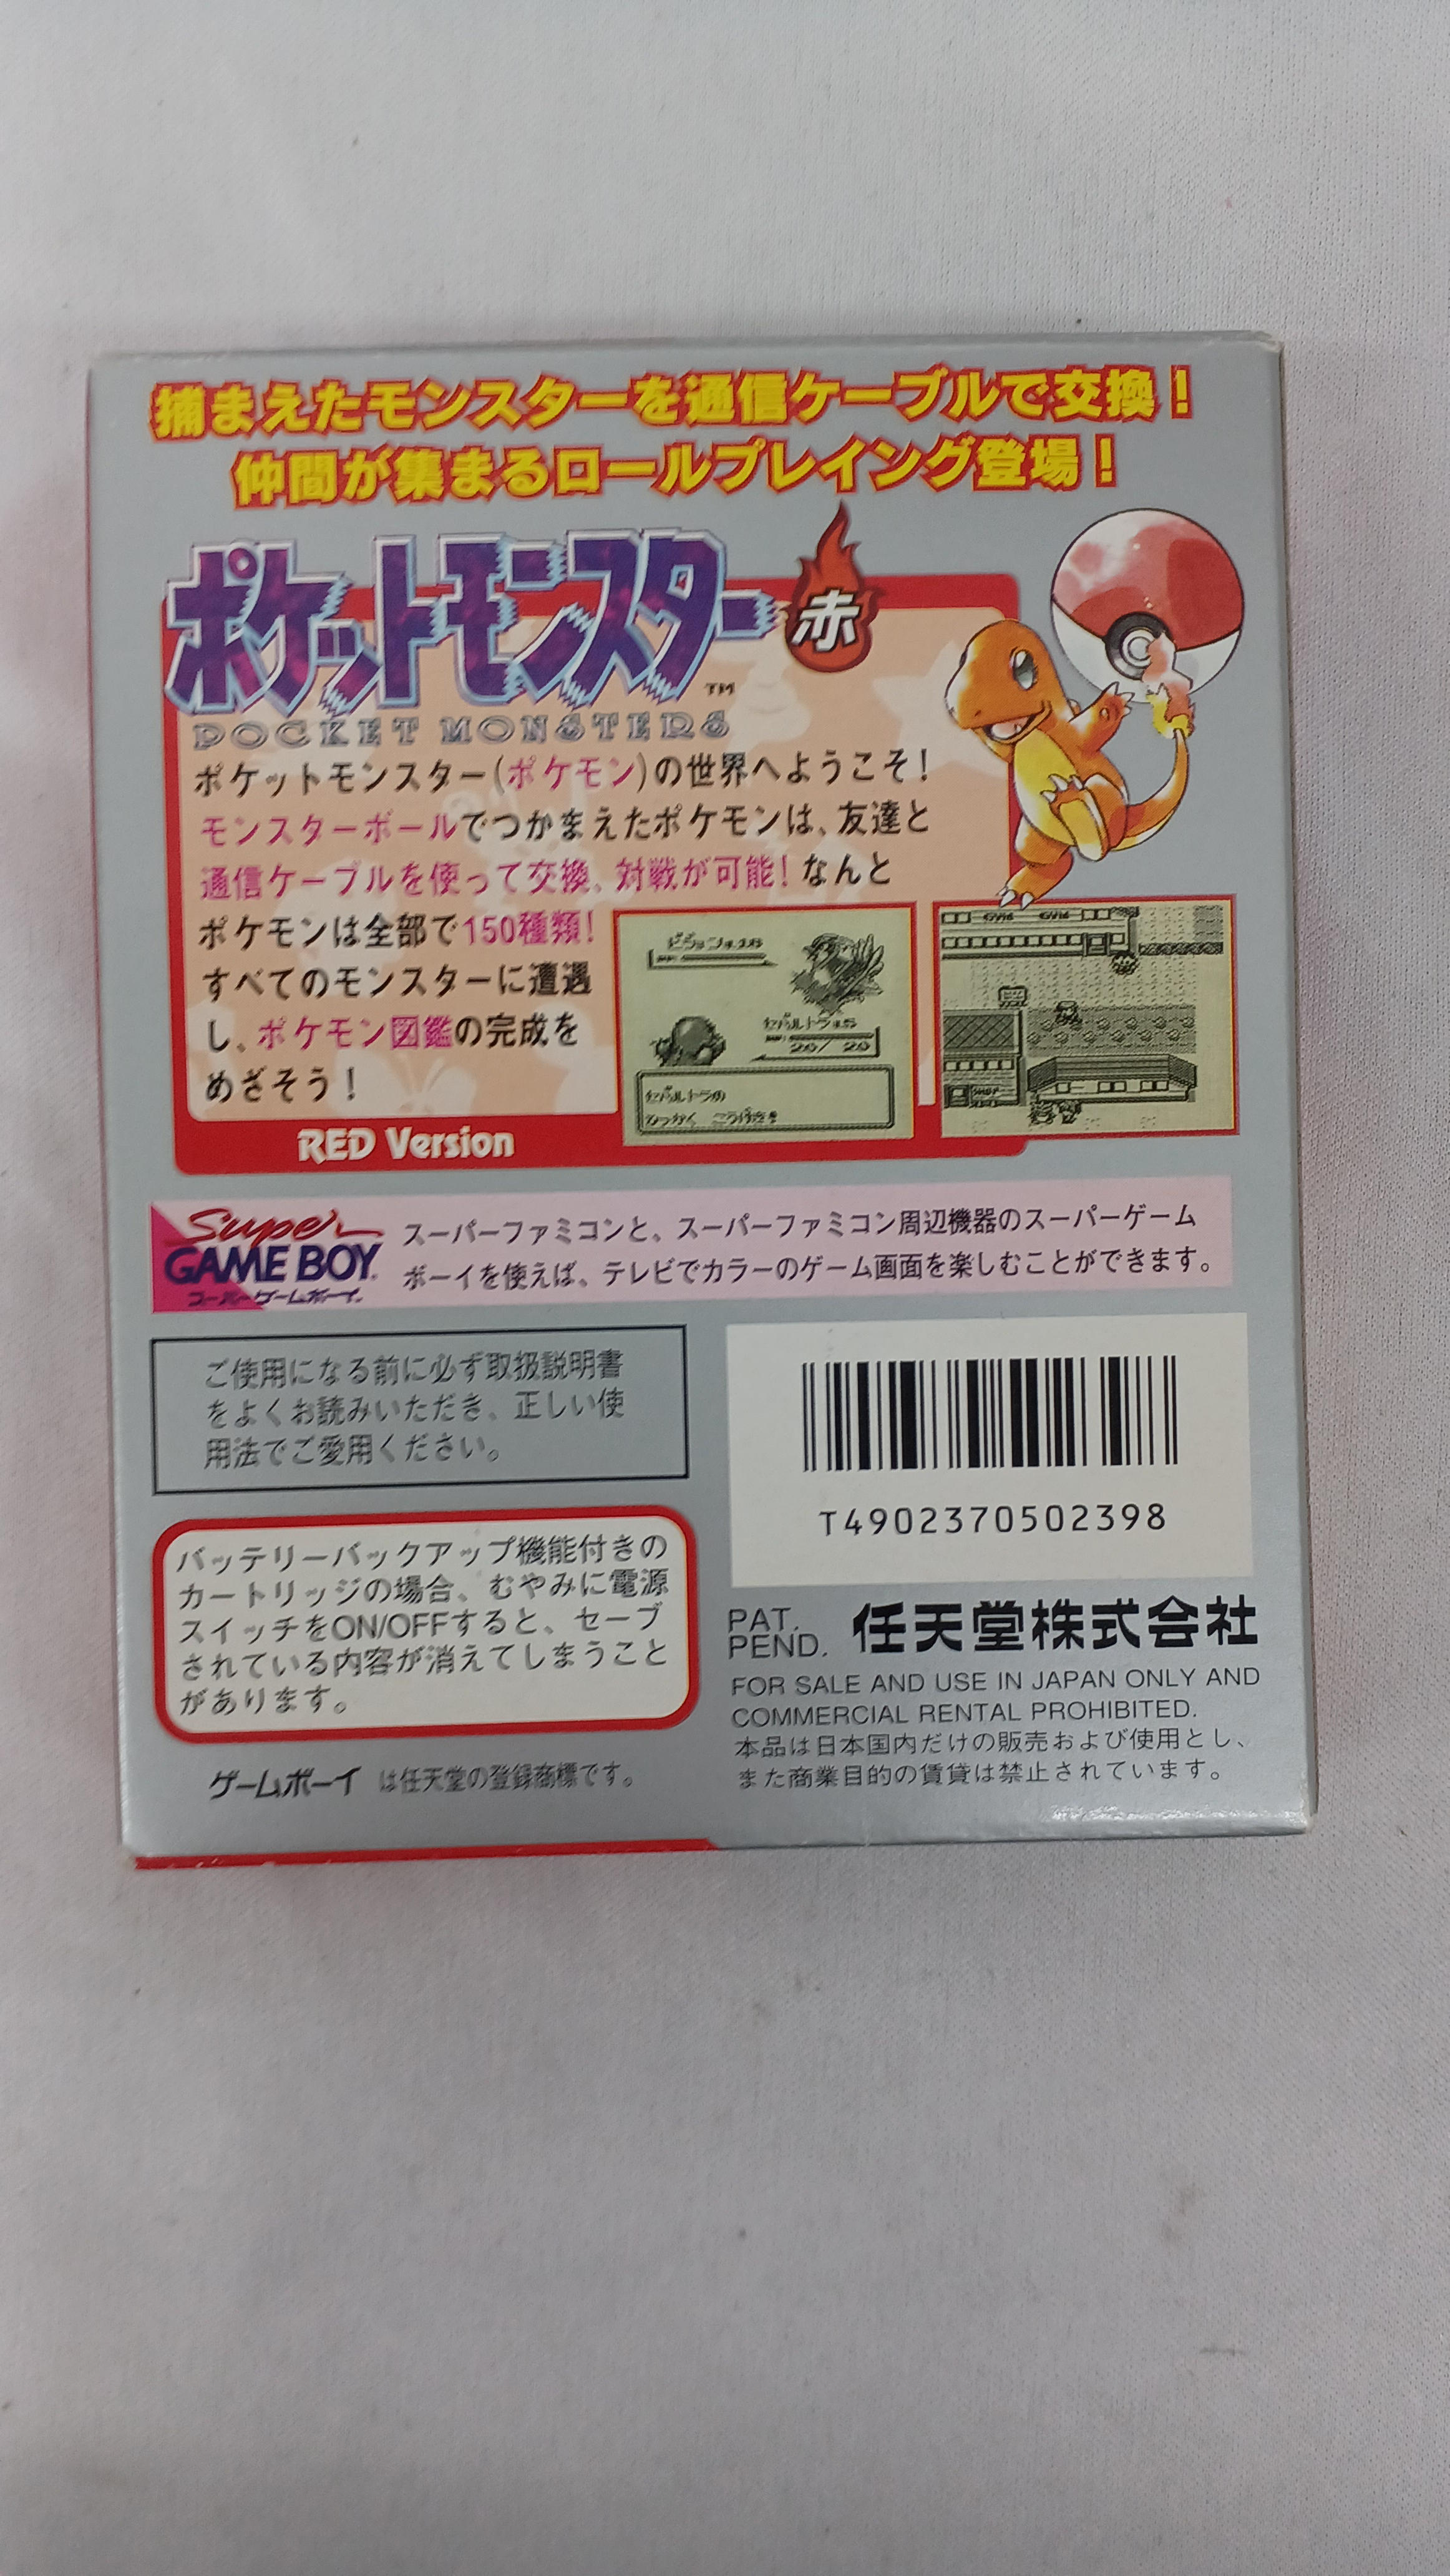 捕まえたモンスターを通信ケーブルで交換！
仲間が集まるロールプレイング登場！
ポケットモンスター 赤
TM
POCKET MONSTERS
ポケットモンスター(ポケモン)の世界へようこそ！
モンスターボールでつかまえたポケモンは、友達と
通信ケーブルを使って交換、対戦が可能！なんと
ポケモンは全部で150種類！
すべてのモンスターに遭遇
し、ポケモン図鑑の完成を
めざそう！
20/ 20
GYM GYM
SHOP
RED Version
Super
GAME BOY
スーパーゲームボーイ
スーパーファミコンと、スーパーファミコン周辺機器のスーパーゲーム
ボーイを使えば、テレビでカラーのゲーム画面を楽しむことができます。
ご使用になる前に必ず取扱説明書
をよくお読みいただき、正しい使
用法でご愛用ください。
T4902370502398
バッテリーバックアップ機能付きの
カートリッジの場合、むやみに電源
スイッチをON/OFFすると、セーブ
されている内容が消えてしまうこと
があります。
PAT.
PEND. 任天堂株式会社
FOR SALE AND USE IN JAPAN ONLY AND
COMMERCIAL RENTAL PROHIBITED.
本品は日本国内だけの販売および使用とし、
また商業目的の賃貸は禁止されています。
ゲームボーイ は任天堂の登録商標です。